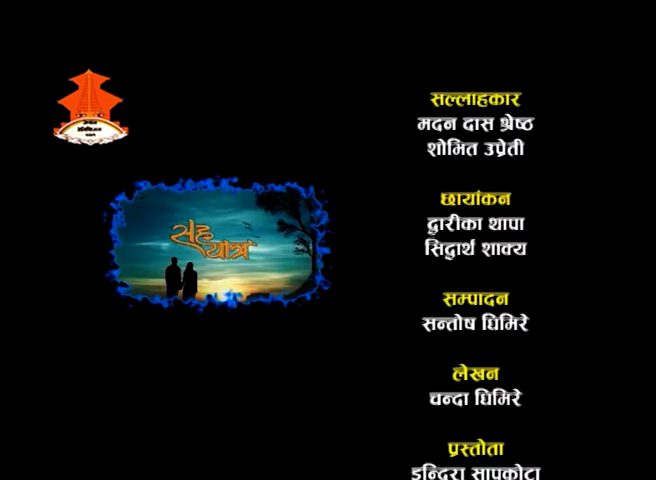 सल्लाहकार
मदन दास श्रेष्ठ
शोमित उप्रेती
छायांकन
द्वारीका थापा
सिद्धार्थ शाक्य
सह
यात्रा
सम्पादन
सन्तोष घिमिरे
लेखन
चन्दा घिमिरे
प्रस्तोता
इन्दिरा सापकोटा